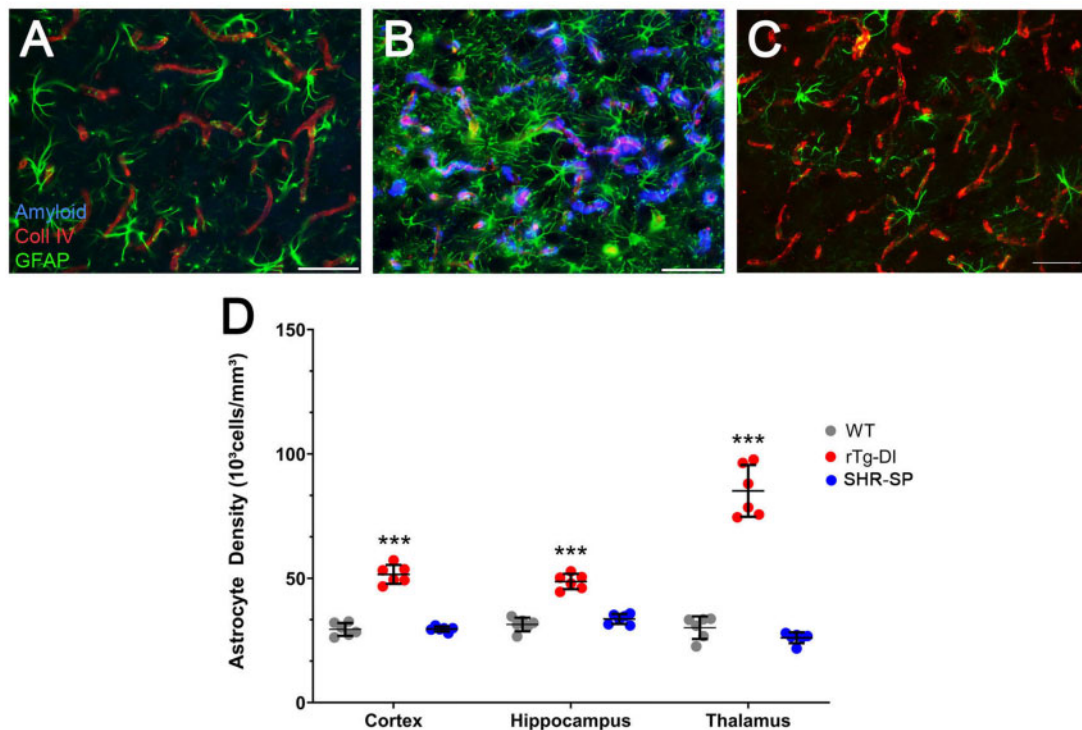 A
B
C
Amyloid
Coll IV
GFAP
D
Astrocyte Density (10³cells/mm³)
150
100
50
0
***
***
***
WT
rTg-DI
SHR-SP
Cortex
Hippocampus
Thalamus